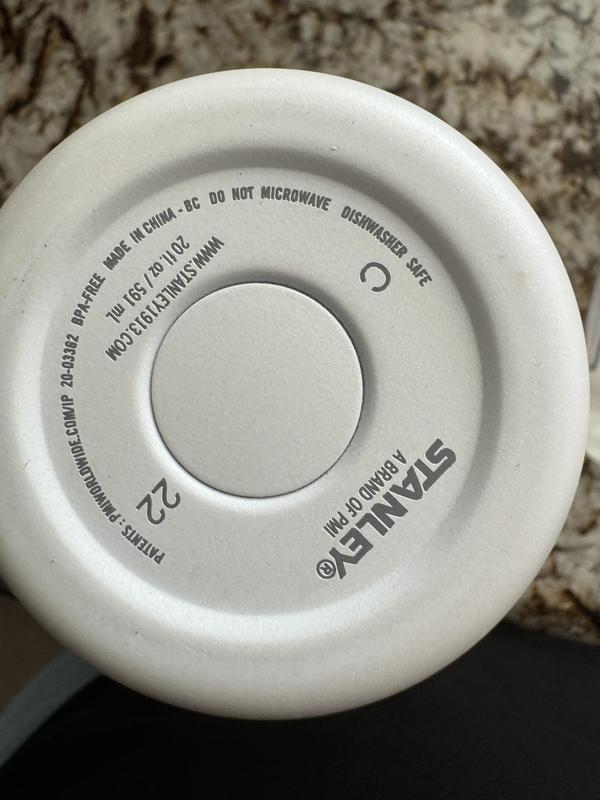 STANLEY®
A BRAND OF PMI
PATENTS: PMIWORLDWIDE.COM/IP 20-03362 BPA-FREE MADE IN CHINA - BC DO NOT MICROWAVE DISHWASHER SAFE
20 fl. oz / 591 mL
WWW.STANLEY1913.COM
22
C